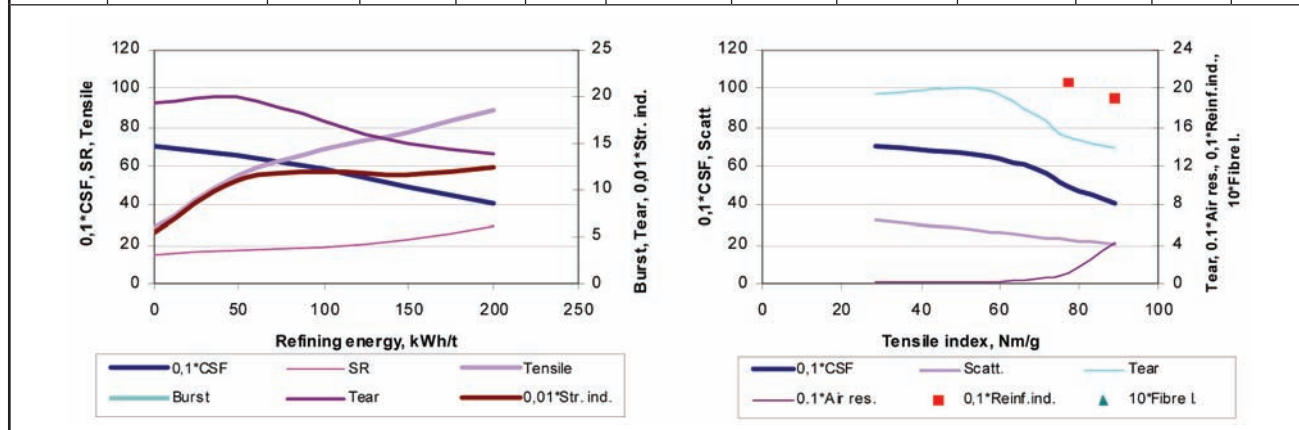 120
100
80
60
40
20
0
0,1*CSF, SR, Tensile
25
20
15
10
5
0
Burst, Tear, 0,01*Str. ind.
0 50 100 150 200 250
Refining energy, kWh/t
0,1*CSF SR Tensile
Burst Tear 0,01*Str. ind.
120
100
80
60
40
20
0
0,1*CSF, Scatt
24
20
16
12
8
4
0
Tear, 0.1*Air res., 0,1*Reinf.ind.,
10*Fibre l.
0 20 40 60 80 100
Tensile index, Nm/g
0,1*CSF Scatt. Tear
0.1*Air res. 0,1*Reinf.ind. 10*Fibre l.